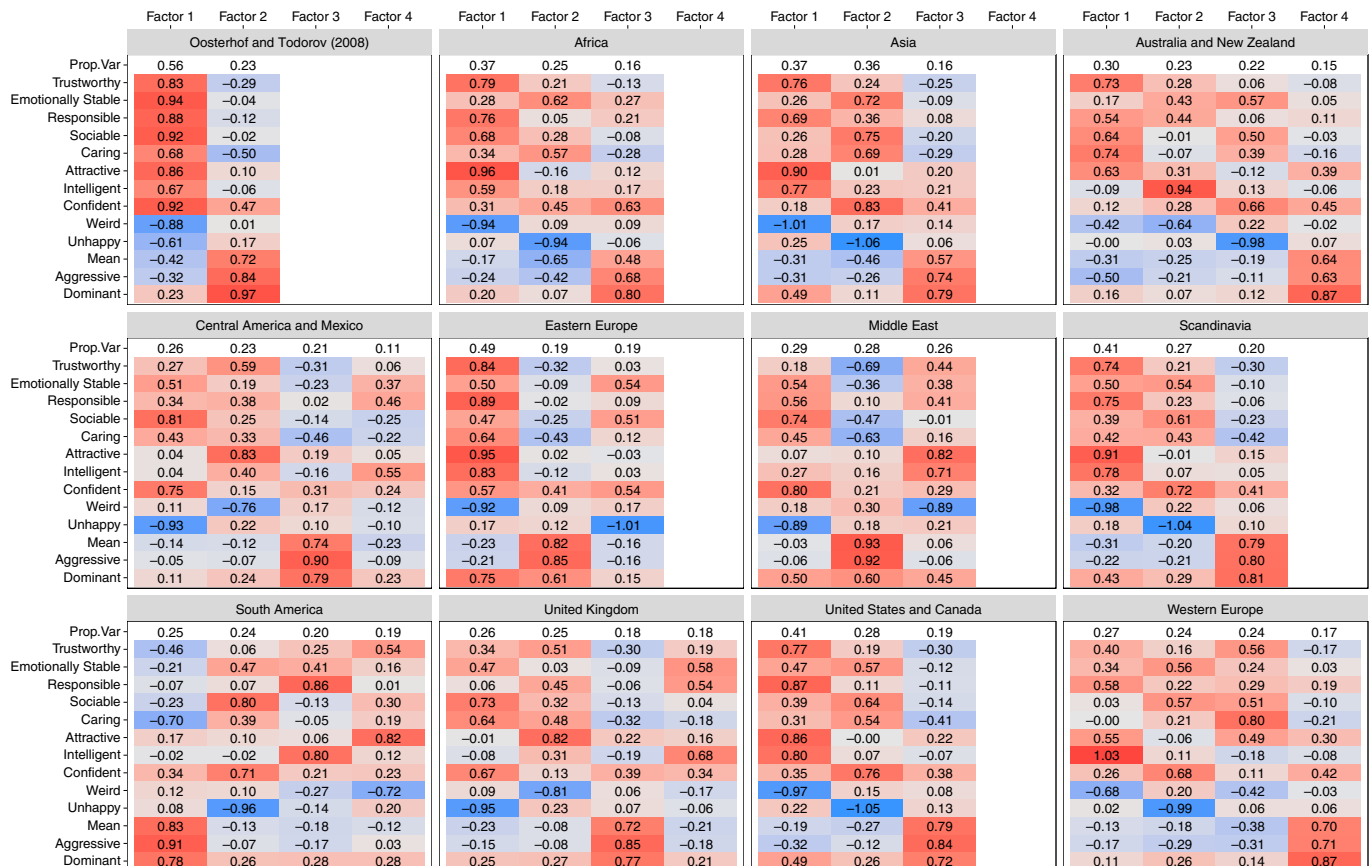 Factor 1 Factor 2 Factor 3 Factor 4 Factor 1 Factor 2 Factor 3 Factor 4 Factor 1 Factor 2 Factor 3 Factor 4 Factor 1 Factor 2 Factor 3 Factor 4
Oosterhof and Todorov (2008) Africa Asia Australia and New Zealand
Prop.Var 0.56 0.23 0.37 0.25 0.16 0.37 0.36 0.16 0.30 0.23 0.22 0.15
Trustworthy 0.83 −0.29 0.79 0.21 −0.13 0.76 0.24 −0.25 0.73 0.28 0.06 −0.08
Emotionally Stable 0.94 −0.04 0.28 0.62 0.27 0.26 0.72 −0.09 0.17 0.43 0.57 0.05
Responsible 0.88 −0.12 0.76 0.05 0.21 0.69 0.36 0.08 0.54 0.44 0.06 0.11
Sociable 0.92 −0.02 0.68 0.28 −0.08 0.26 0.75 −0.20 0.64 −0.01 0.50 −0.03
Caring 0.68 −0.50 0.34 0.57 −0.28 0.28 0.69 −0.29 0.74 −0.07 0.39 −0.16
Attractive 0.86 0.10 0.96 −0.16 0.12 0.90 0.01 0.20 0.63 0.31 −0.12 0.39
Intelligent 0.67 −0.06 0.59 0.18 0.17 0.77 0.23 0.21 −0.09 0.94 0.13 −0.06
Confident 0.92 0.47 0.31 0.45 0.63 0.18 0.83 0.41 0.12 0.28 0.66 0.45
Weird −0.88 0.01 −0.94 0.09 0.09 −1.01 0.17 0.14 −0.42 −0.64 0.22 −0.02
Unhappy −0.61 0.17 0.07 −0.94 −0.06 0.25 −1.06 0.06 −0.00 0.03 −0.98 0.07
Mean −0.42 0.72 −0.17 −0.65 0.48 −0.31 −0.46 0.57 −0.31 −0.25 −0.19 0.64
Aggressive −0.32 0.84 −0.24 −0.42 0.68 −0.31 −0.26 0.74 −0.50 −0.21 −0.11 0.63
Dominant 0.23 0.97 0.20 0.07 0.80 0.49 0.11 0.79 0.16 0.07 0.12 0.87
Central America and Mexico Eastern Europe Middle East Scandinavia
Prop.Var 0.26 0.23 0.21 0.11 0.49 0.19 0.19 0.29 0.28 0.26 0.41 0.27 0.20
Trustworthy 0.27 0.59 −0.31 0.06 0.84 −0.32 0.03 0.18 −0.69 0.44 0.74 0.21 −0.30
Emotionally Stable 0.51 0.19 −0.23 0.37 0.50 −0.09 0.54 0.54 −0.36 0.38 0.50 0.54 −0.10
Responsible 0.34 0.38 0.02 0.46 0.89 −0.02 0.09 0.56 0.10 0.41 0.75 0.23 −0.06
Sociable 0.81 0.25 −0.14 −0.25 0.47 −0.25 0.51 0.74 −0.47 −0.01 0.39 0.61 −0.23
Caring 0.43 0.33 −0.46 −0.22 0.64 −0.43 0.12 0.45 −0.63 0.16 0.42 0.43 −0.42
Attractive 0.04 0.83 0.19 0.05 0.95 0.02 −0.03 0.07 0.10 0.82 0.91 −0.01 0.15
Intelligent 0.04 0.40 −0.16 0.55 0.83 −0.12 0.03 0.27 0.16 0.71 0.78 0.07 0.05
Confident 0.75 0.15 0.31 0.24 0.57 0.41 0.54 0.80 0.21 0.29 0.32 0.72 0.41
Weird 0.11 −0.76 0.17 −0.12 −0.92 0.09 0.17 0.18 0.30 −0.89 −0.98 0.22 0.06
Unhappy −0.93 0.22 0.10 −0.10 0.17 0.12 −1.01 −0.89 0.18 0.21 0.18 −1.04 0.10
Mean −0.14 −0.12 0.74 −0.23 −0.23 0.82 −0.16 −0.03 0.93 0.06 −0.31 −0.20 0.79
Aggressive −0.05 −0.07 0.90 −0.09 −0.21 0.85 −0.16 −0.06 0.92 −0.06 −0.22 −0.21 0.80
Dominant 0.11 0.24 0.79 0.23 0.75 0.61 0.15 0.50 0.60 0.45 0.43 0.29 0.81
South America United Kingdom United States and Canada Western Europe
Prop.Var 0.25 0.24 0.20 0.19 0.26 0.25 0.18 0.18 0.41 0.28 0.19 0.27 0.24 0.24 0.17
Trustworthy −0.46 0.06 0.25 0.54 0.34 0.51 −0.30 0.19 0.77 0.19 −0.30 0.40 0.16 0.56 −0.17
Emotionally Stable −0.21 0.47 0.41 0.16 0.47 0.03 −0.09 0.58 0.47 0.57 −0.12 0.34 0.56 0.24 0.03
Responsible −0.07 0.07 0.86 0.01 0.06 0.45 −0.06 0.54 0.87 0.11 −0.11 0.58 0.22 0.29 0.19
Sociable −0.23 0.80 −0.13 0.30 0.73 0.32 −0.13 0.04 0.39 0.64 −0.14 0.03 0.57 0.51 −0.10
Caring −0.70 0.39 −0.05 0.19 0.64 0.48 −0.32 −0.18 0.31 0.54 −0.41 −0.00 0.21 0.80 −0.21
Attractive 0.17 0.10 0.06 0.82 −0.01 0.82 0.22 0.16 0.86 −0.00 0.22 0.55 −0.06 0.49 0.30
Intelligent −0.02 −0.02 0.80 0.12 −0.08 0.31 −0.19 0.68 0.80 0.07 −0.07 1.03 0.11 −0.18 −0.08
Confident 0.34 0.71 0.21 0.23 0.67 0.13 0.39 0.34 0.35 0.76 0.38 0.26 0.68 0.11 0.42
Weird 0.12 0.10 −0.27 −0.72 0.09 −0.81 0.06 −0.17 −0.97 0.15 0.08 −0.68 0.20 −0.42 −0.03
Unhappy 0.08 −0.96 −0.14 0.20 −0.95 0.23 0.07 −0.06 0.22 −1.05 0.13 0.02 −0.99 0.06 0.06
Mean 0.83 −0.13 −0.18 −0.12 −0.23 −0.08 0.72 −0.21 −0.19 −0.27 0.79 −0.13 −0.18 −0.38 0.70
Aggressive 0.91 −0.07 −0.17 0.03 −0.15 −0.08 0.85 −0.18 −0.32 −0.12 0.84 −0.17 −0.29 −0.31 0.71
Dominant 0.78 0.26 0.28 0.28 0.25 0.27 0.77 0.21 0.49 0.26 0.72 0.11 0.26 0.14 0.87